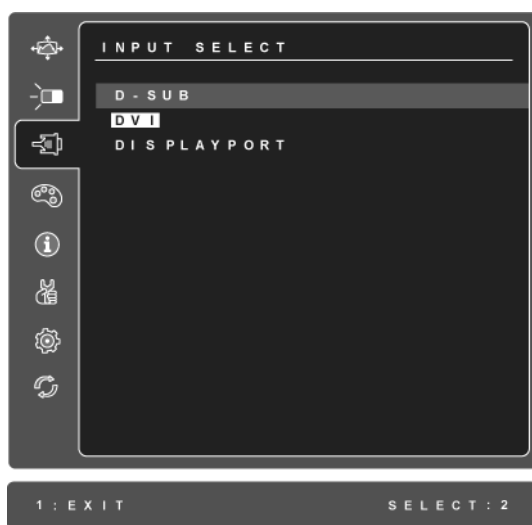 INPUT SELECT
D-SUB
DVI
DISPLAYPORT
1:EXIT SELECT:2